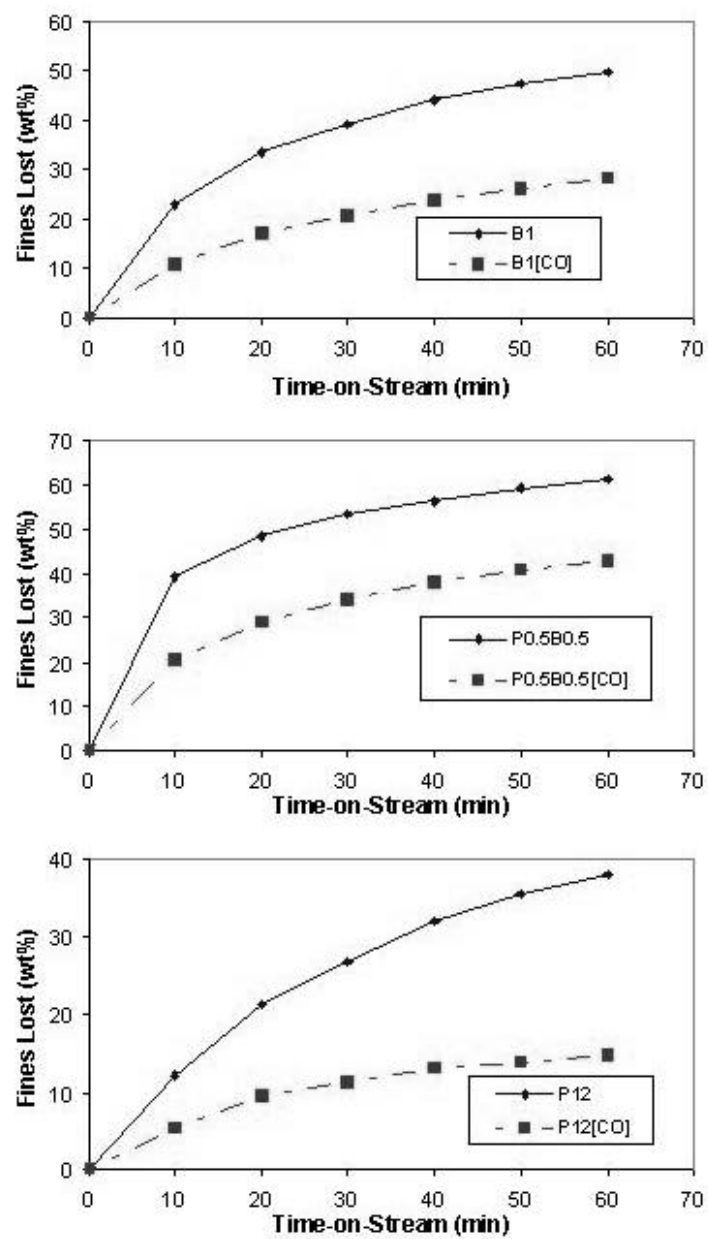 60
50
40
30
20
10
0
Fines Lost (wt%)
B1
B1[CO]
0 10 20 30 40 50 60 70
Time-on-Stream (min)
70
60
50
40
30
20
10
0
Fines Lost (wt%)
P0.5B0.5
P0.5B0.5[CO]
0 10 20 30 40 50 60 70
Time-on-Stream (min)
40
30
20
10
0
Fines Lost (wt%)
P12
P12[CO]
0 10 20 30 40 50 60 70
Time-on-Stream (min)